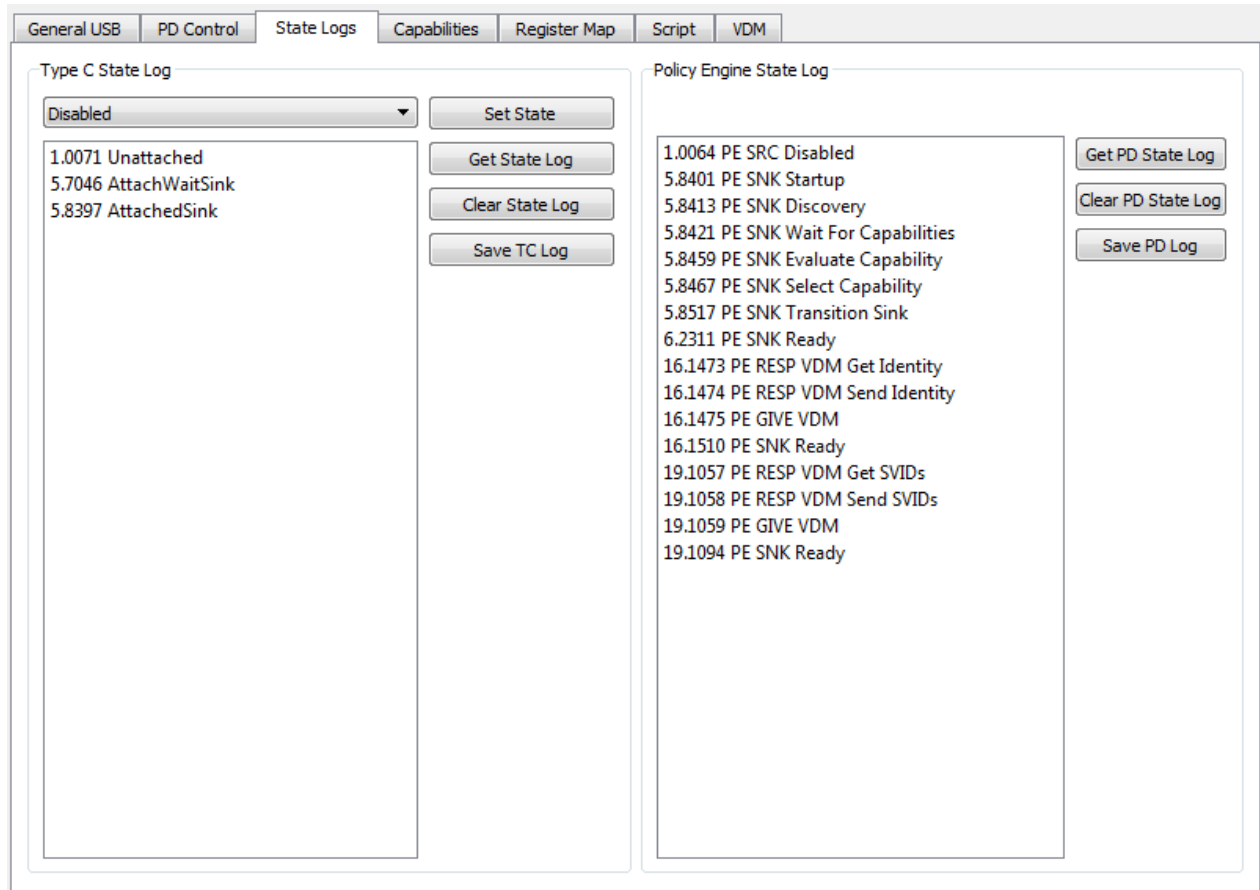 General USB PD Control State Logs Capabilities Register Map Script VDM
Type C State Log
Disabled
Set State
1.0071 Unattached
5.7046 AttachWaitSink
5.8397 AttachedSink
Get State Log
Clear State Log
Save TC Log
Policy Engine State Log
1.0064 PE SRC Disabled
5.8401 PE SNK Startup
5.8413 PE SNK Discovery
5.8421 PE SNK Wait For Capabilities
5.8459 PE SNK Evaluate Capability
5.8467 PE SNK Select Capability
5.8517 PE SNK Transition Sink
6.2311 PE SNK Ready
16.1473 PE RESP VDM Get Identity
16.1474 PE RESP VDM Send Identity
16.1475 PE GIVE VDM
16.1510 PE SNK Ready
19.1057 PE RESP VDM Get SVIDs
19.1058 PE RESP VDM Send SVIDs
19.1059 PE GIVE VDM
19.1094 PE SNK Ready
Get PD State Log
Clear PD State Log
Save PD Log